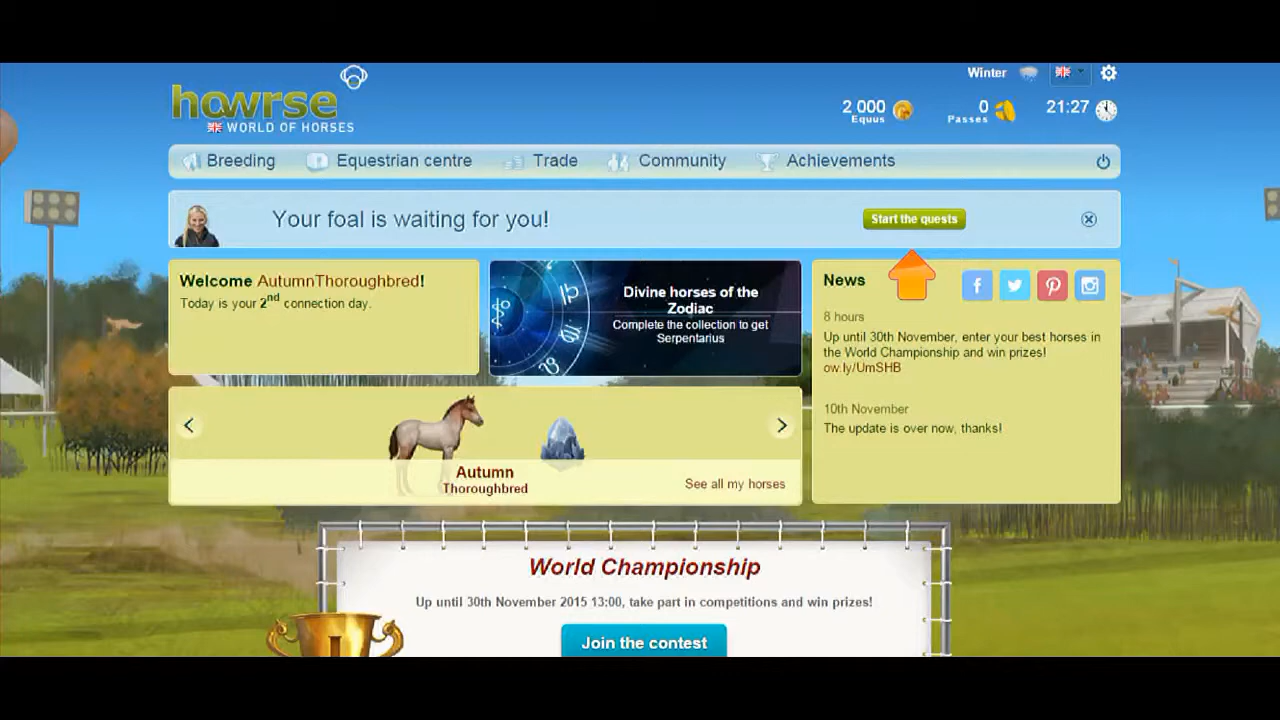 Winter
howrse
WORLD OF HORSES
2 000
Equus
0
Passes
21:27
Breeding
Equestrian centre
Trade
Community
Achievements
Your foal is waiting for you!
Start the quests
Welcome AutumnThoroughbred!
Today is your 2nd connection day.
Divine horses of the
Zodiac
Complete the collection to get
Serpentarius
News
8 hours
Up until 30th November, enter your best horses in
the World Championship and win prizes!
ow.ly/UmSHB
10th November
The update is over now, thanks!
Autumn
Thoroughbred
See all my horses
World Championship
Up until 30th November 2015 13:00, take part in competitions and win prizes!
Join the contest